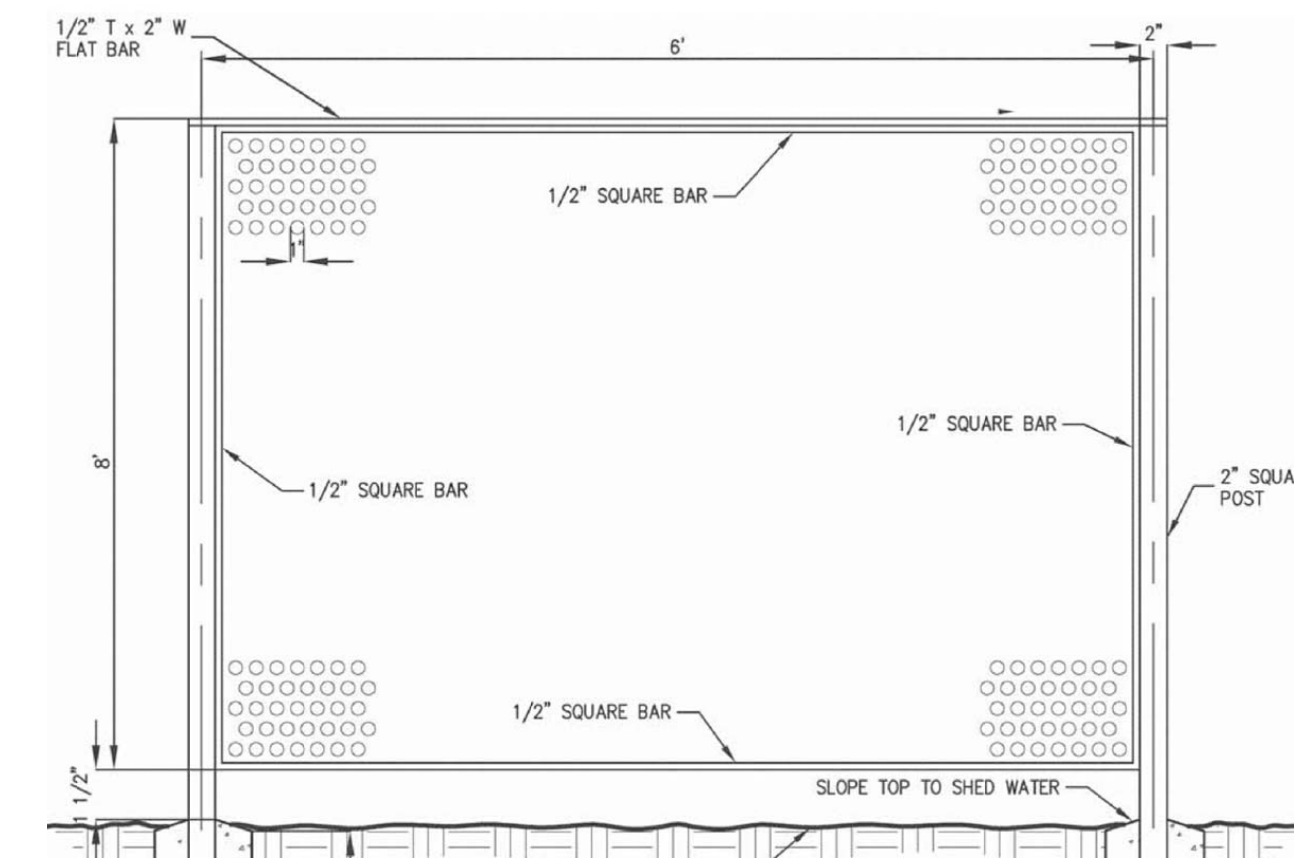 1/2" T x 2" W
FLAT BAR
6'
2"
1/2" SQUARE BAR
1"
1/2" SQUARE BAR
8'
1/2" SQUARE BAR
2" SQUA
POST
1/2" SQUARE BAR
1 1/2"
SLOPE TOP TO SHED WATER